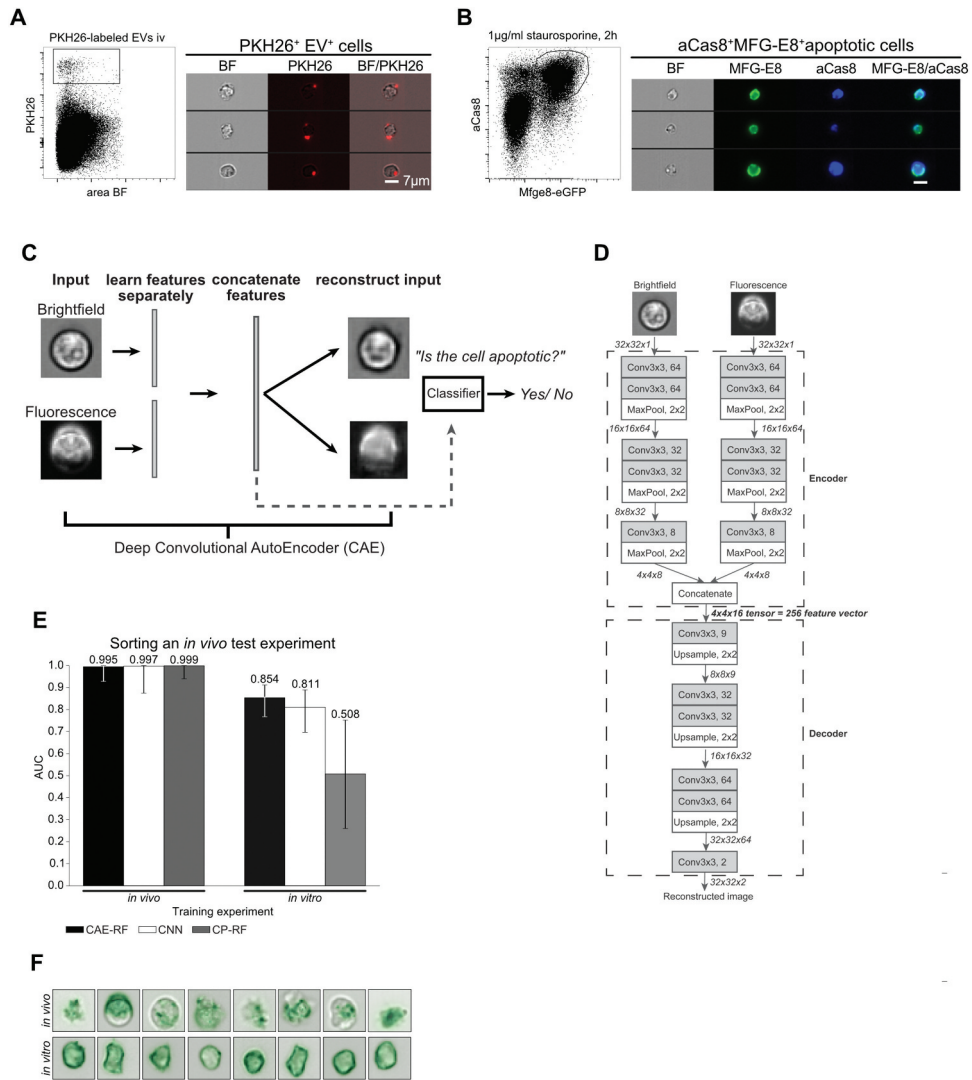 A
PKH26-labeled EVs iv
PKH26
area BF
PKH26⁺ EV⁺ cells
BF PKH26 BF/PKH26
7µm
B
1µg/ml staurosporine, 2h
aCas8
Mfge8-eGFP
aCas8⁺MFG-E8⁺apoptotic cells
BF MFG-E8 aCas8 MFG-E8/aCas8
C
Input
learn features
separately
concatenate
features
reconstruct input
Brightfield
Fluorescence
"Is the cell apoptotic?"
Classifier
Yes/ No
Deep Convolutional AutoEncoder (CAE)
D
Brightfield
Fluorescence
32x32x1 32x32x1
Conv3x3, 64 Conv3x3, 64
Conv3x3, 64 Conv3x3, 64
MaxPool, 2x2 MaxPool, 2x2
16x16x64 16x16x64
Conv3x3, 32 Conv3x3, 32
Conv3x3, 32 Conv3x3, 32
MaxPool, 2x2 MaxPool, 2x2
Encoder
8x8x32 8x8x32
Conv3x3, 8 Conv3x3, 8
MaxPool, 2x2 MaxPool, 2x2
4x4x8 4x4x8
Concatenate
4x4x16 tensor = 256 feature vector
Conv3x3, 9
Upsample, 2x2
8x8x9
Conv3x3, 32
Conv3x3, 32
Upsample, 2x2
Decoder
16x16x32
Conv3x3, 64
Conv3x3, 64
Upsample, 2x2
32x32x64
Conv3x3, 2
32x32x2
Reconstructed image
E
Sorting an in vivo test experiment
0.995 0.997 0.999
0.854 0.811 0.508
1.0
0.9
0.8
0.7
0.6
0.5
0.4
0.3
0.2
0.1
0.0
AUC
in vivo in vitro
Training experiment
CAE-RF CNN CP-RF
F
in vivo
in vitro